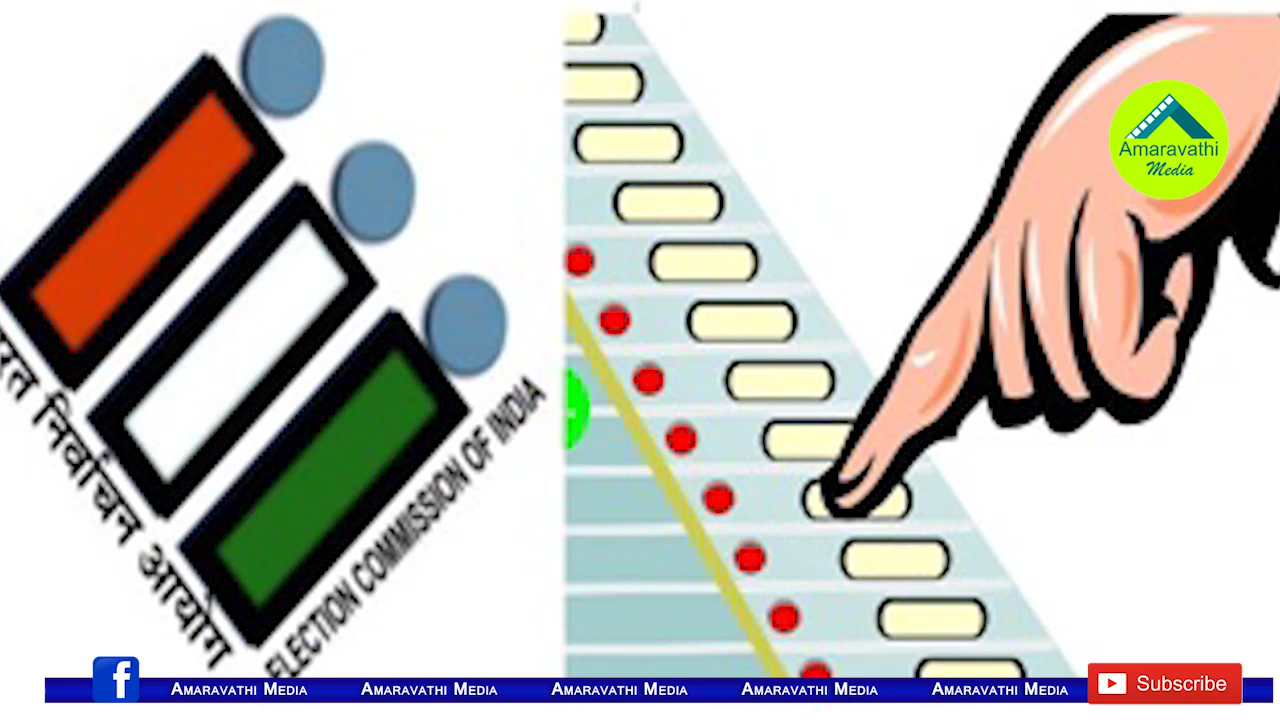 भारत निर्वाचन आयोग
ELECTION COMMISSION OF INDIA
Amaravathi
Media
AMARAVATHI MEDIA AMARAVATHI MEDIA AMARAVATHI MEDIA AMARAVATHI MEDIA AMARAVATHI MEDIA
Subscribe